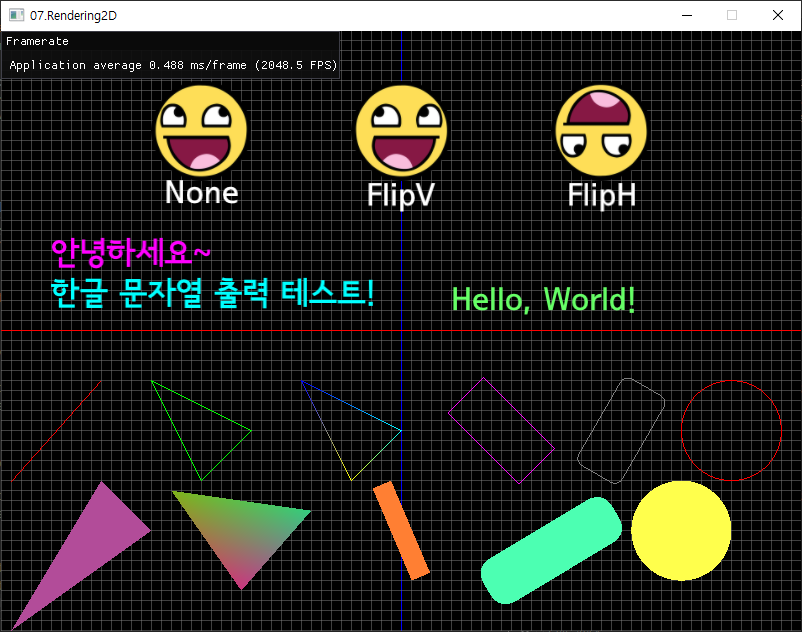 07.Rendering2D
Framerate
Application average 0.488 ms/frame (2048.5 FPS)
None
FlipV
FlipH
안녕하세요~
한글 문자열 출력 테스트!
Hello, World!